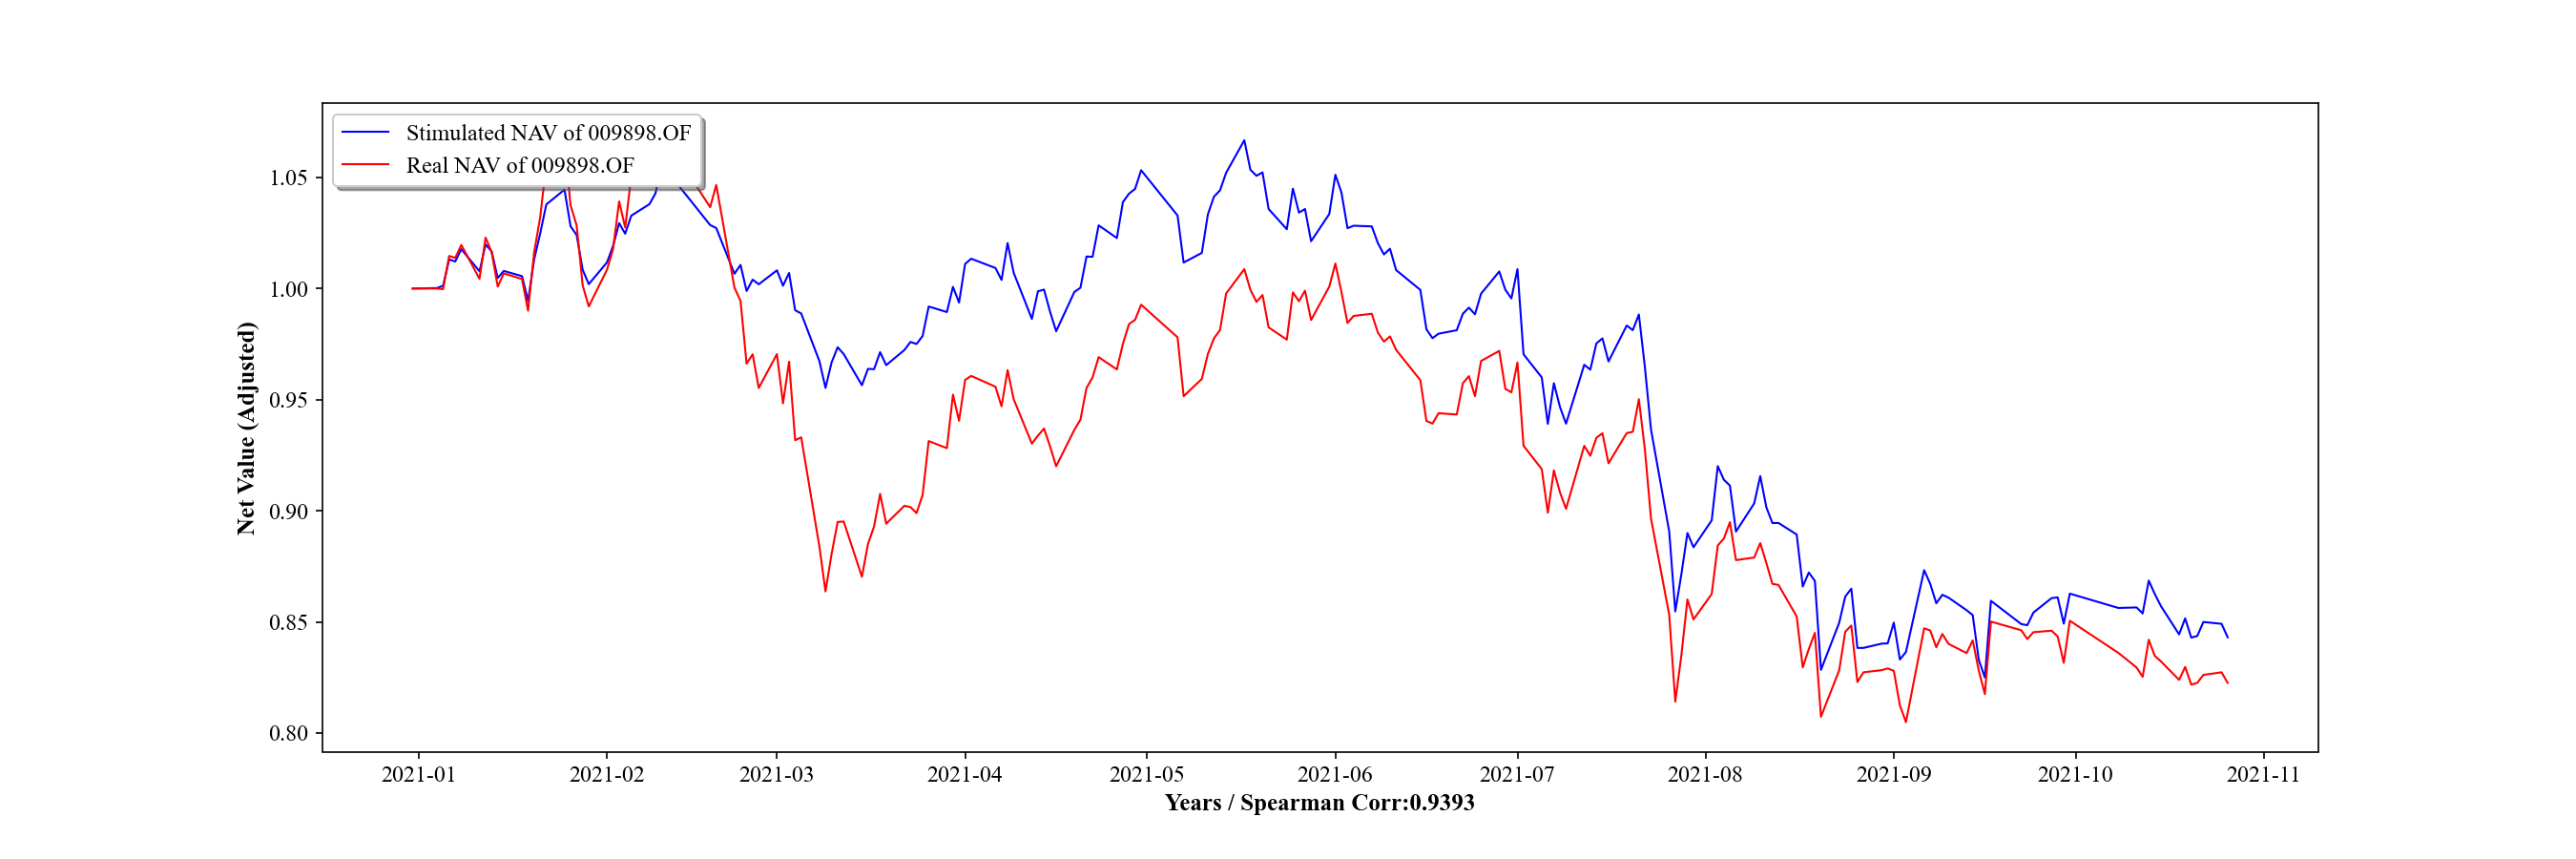 Stimulated NAV of 009898.OF
Real NAV of 009898.OF
Net Value (Adjusted)
1.05
1.00
0.95
0.90
0.85
0.80
2021-01 2021-02 2021-03 2021-04 2021-05 2021-06 2021-07 2021-08 2021-09 2021-10 2021-11
Years / Spearman Corr:0.9393